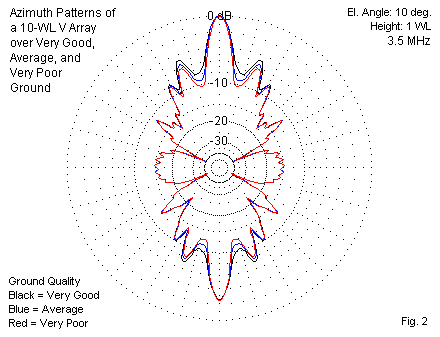 Azimuth Patterns of
a 10-WL V Array
over Very Good,
Average, and
Very Poor
Ground
0 dB
El. Angle: 10 deg.
Height: 1 WL
3.5 MHz
-10
-20
-30
Ground Quality
Black = Very Good
Blue = Average
Red = Very Poor
Fig. 2